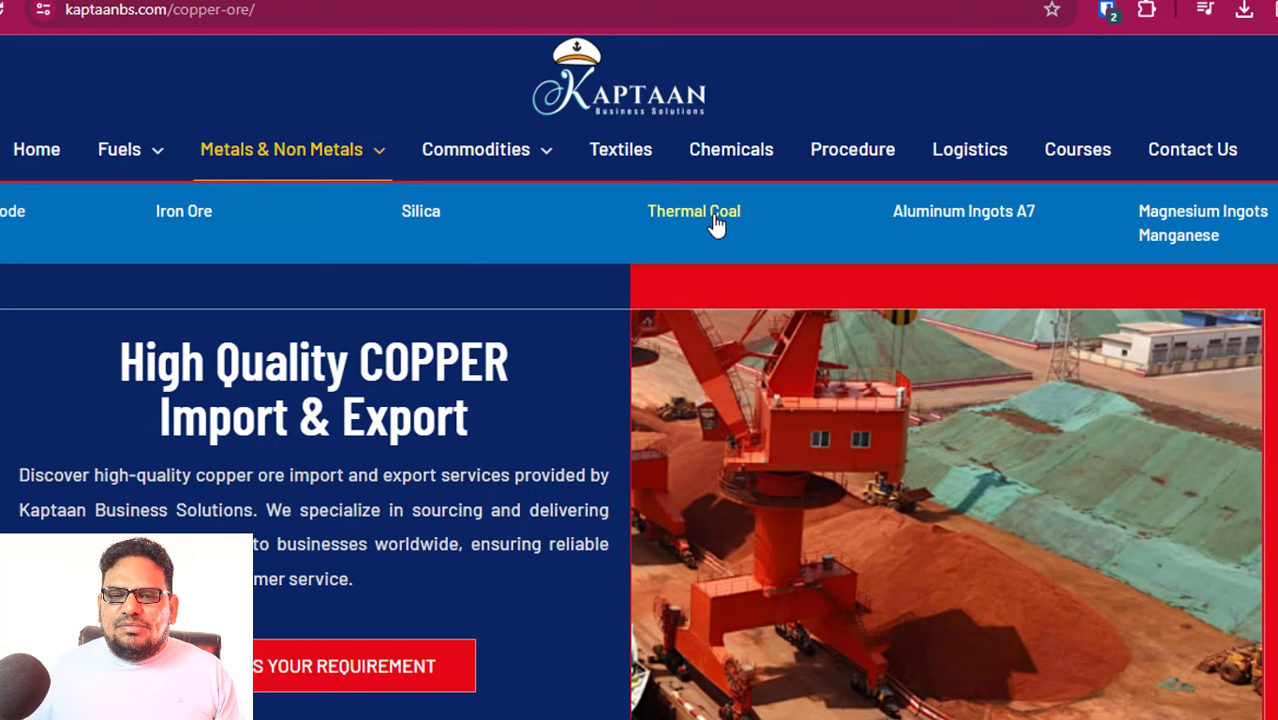 kaptaanbs.com/copper-ore/
2
KAPTAAN
Business Solutions
Home Fuels Metals & Non Metals Commodities Textiles Chemicals Procedure Logistics Courses Contact Us
ode Iron Ore Silica Thermal Coal Aluminum Ingots A7 Magnesium Ingots
Manganese
High Quality COPPER
Import & Export
Discover high-quality copper ore import and export services provided by
Kaptaan Business Solutions. We specialize in sourcing and delivering
to businesses worldwide, ensuring reliable
mer service.
S YOUR REQUIREMENT